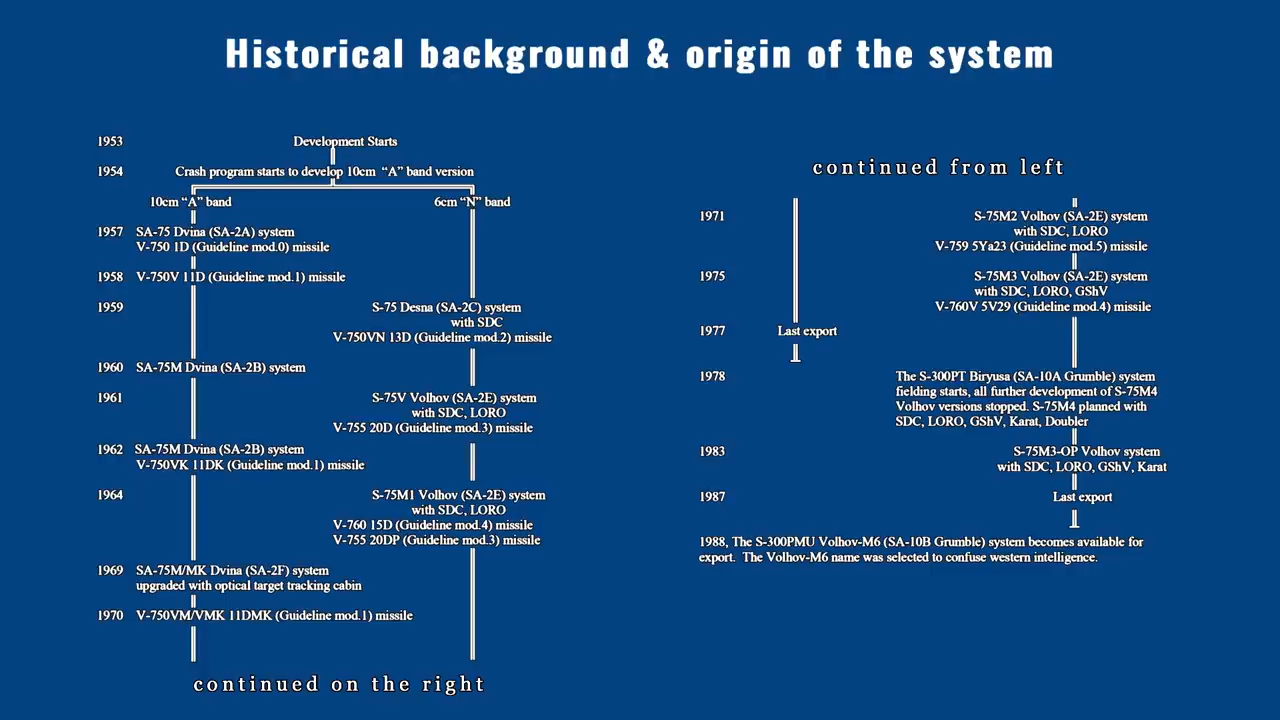 Historical background & origin of the system
1953 Development Starts
1954 Crash program starts to develop 10cm “A” band version
10cm “A” band 6cm “N” band
1957 SA-75 Dvina (SA-2A) system
V-750 1D (Guideline mod.0) missile
1958 V-750V 11D (Guideline mod.1) missile
1959 S-75 Desna (SA-2C) system
with SDC
V-750VN 13D (Guideline mod.2) missile
1960 SA-75M Dvina (SA-2B) system
1961 S-75V Volhov (SA-2E) system
with SDC, LORO
V-755 20D (Guideline mod.3) missile
1962 SA-75M Dvina (SA-2B) system
V-750VK 11DK (Guideline mod.1) missile
1964 S-75M1 Volhov (SA-2E) system
with SDC, LORO
V-760 15D (Guideline mod.4) missile
V-755 20DP (Guideline mod.3) missile
1969 SA-75M/MK Dvina (SA-2F) system
upgraded with optical target tracking cabin
1970 V-750VM/VMK 11DMK (Guideline mod.1) missile
continued on the right
continued from left
1971 S-75M2 Volhov (SA-2E) system
with SDC, LORO
V-759 5Ya23 (Guideline mod.5) missile
1975 S-75M3 Volhov (SA-2E) system
with SDC, LORO, GShV
V-760V 5V29 (Guideline mod.4) missile
1977 Last export
1978 The S-300PT Biryusa (SA-10A Grumble) system
fielding starts, all further development of S-75M4
Volhov versions stopped. S-75M4 planned with
SDC, LORO, GShV, Karat, Doubler
1983 S-75M3-OP Volhov system
with SDC, LORO, GShV, Karat
1987 Last export
1988, The S-300PMU Volhov-M6 (SA-10B Grumble) system becomes available for
export. The Volhov-M6 name was selected to confuse western intelligence.